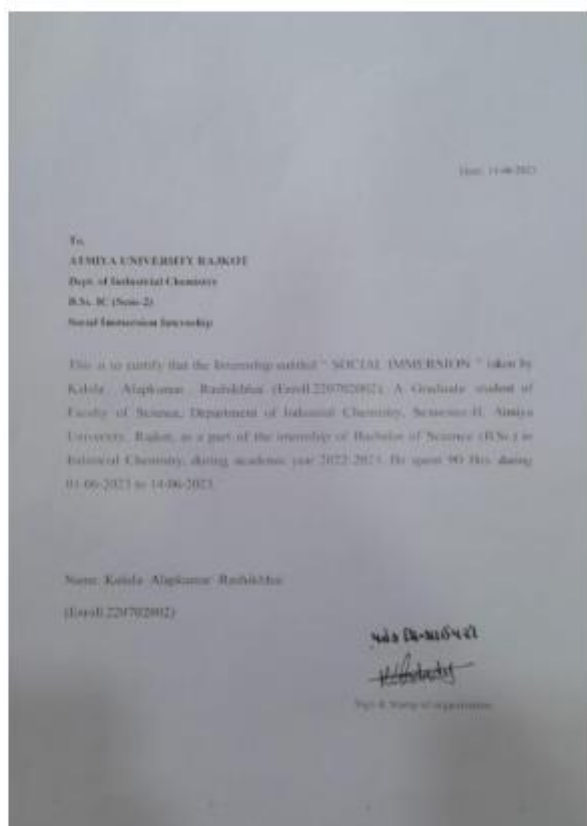 Date: 14-06-2023
To,
ATMIYA UNIVERSITY RAJKOT
Dept. of Industrial Chemistry
B.Sc. IC (Sem-2)
Social Immersion Internship
This is to certify that the Internship entitled " SOCIAL IMMERSION " taken by
Kalola Alapkumar Rashikbhai (Enroll.220702002). A Graduate student of
Faculty of Science, Department of Industrial Chemistry, Semester-II, Atmiya
University, Rajkot, as a part of the internship of Bachelor of Science (B.Sc.) in
Chemistry, during academic year 2022-2023. He spent 90 Hrs. during
01-06-2023 to 14-06-2023
Name: Kalola Alapkumar Rashikbhai
(Enroll.220702002)
Sign & Stamp of organization